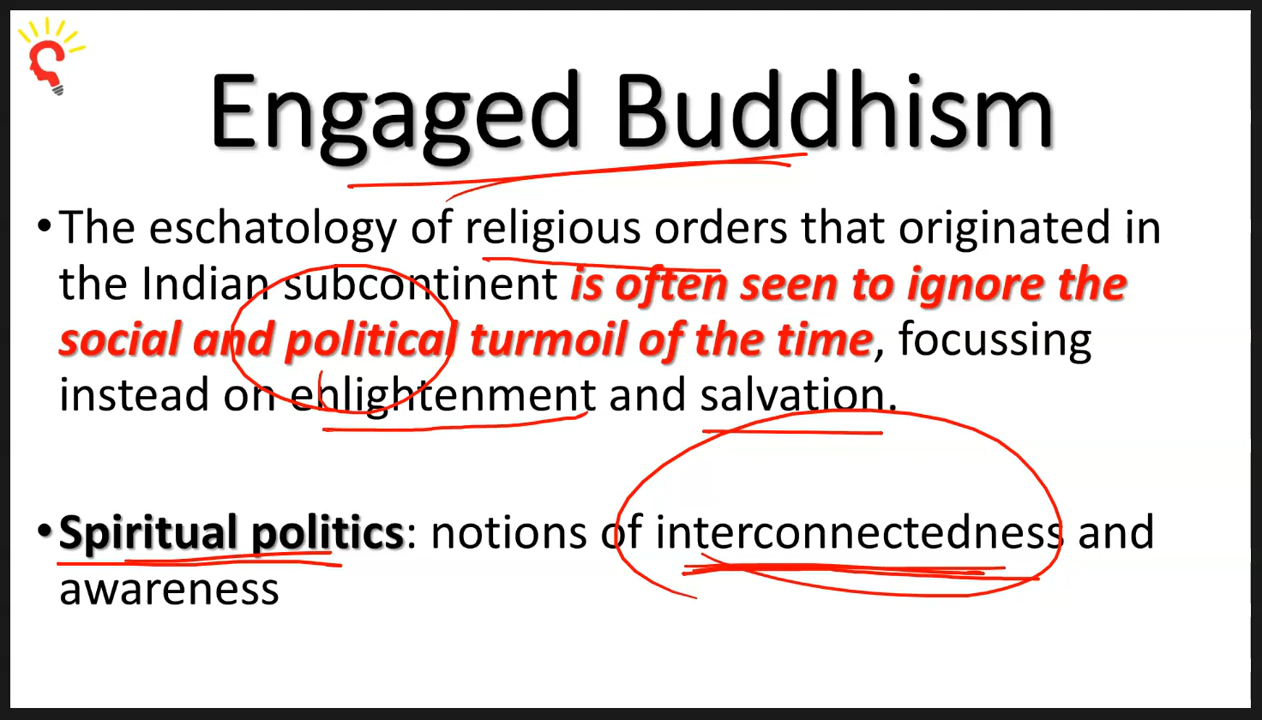 Engaged Buddhism
• The eschatology of religious orders that originated in
the Indian subcontinent is often seen to ignore the
social and political turmoil of the time, focussing
instead on enlightenment and salvation.
• Spiritual politics: notions of interconnectedness and
awareness